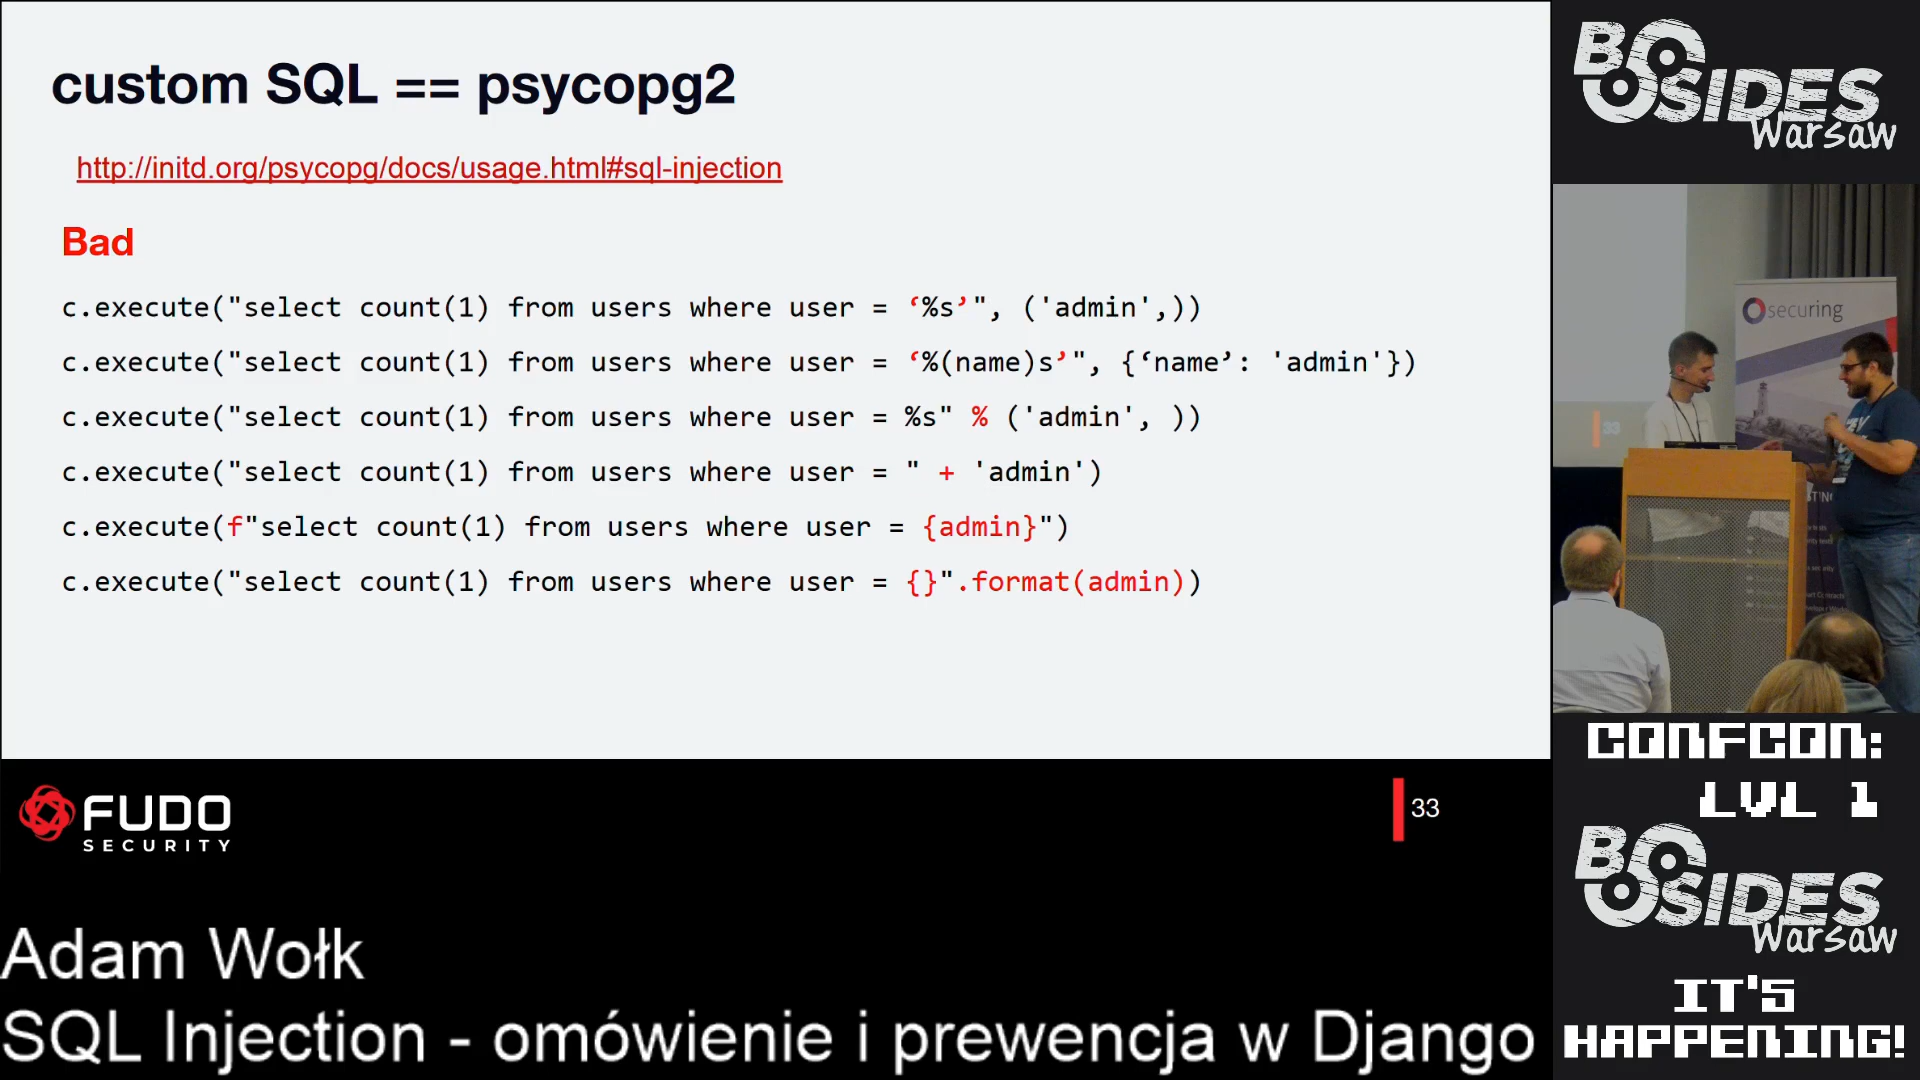 custom SQL == psycopg2
http://initd.org/psycopg/docs/usage.html#sql-injection
Bad
c.execute("select count(1) from users where user = ‘%s’", ('admin',))
c.execute("select count(1) from users where user = ‘%(name)s’", {‘name’: 'admin'})
c.execute("select count(1) from users where user = %s" % ('admin', ))
c.execute("select count(1) from users where user = " + 'admin')
c.execute(f"select count(1) from users where user = {admin}")
c.execute("select count(1) from users where user = {}".format(admin))
FUDO
SECURITY
33
Adam Wołk
SQL Injection - omówienie i prewencja w Django
BSIDES
Warsaw
securing
33
CONFCON:
LVL 1
BSIDES
Warsaw
IT'S
HAPPENING!